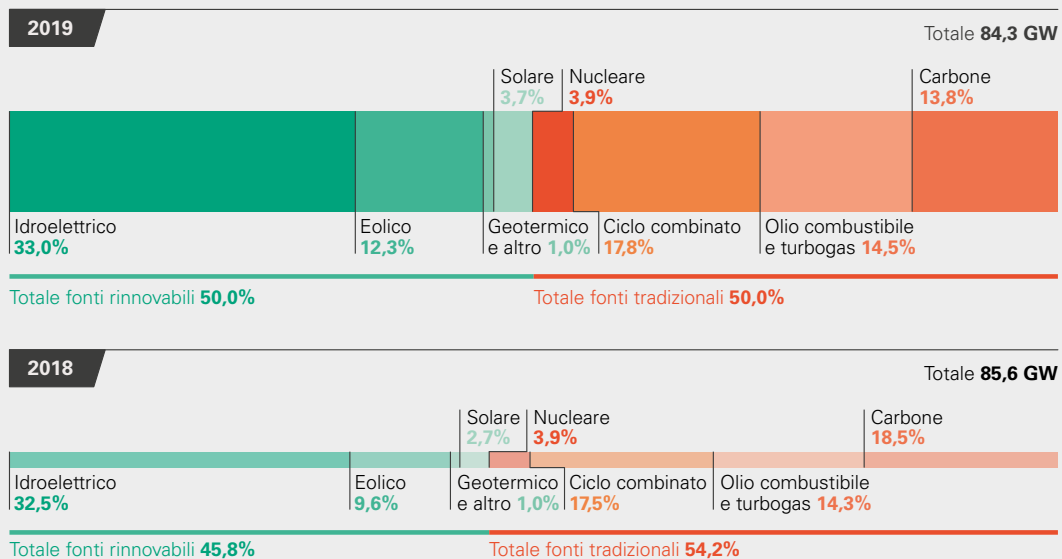 2019
Totale 84,3 GW
Solare
3,7%
Nucleare
3,9%
Carbone
13,8%
Idroelettrico
33,0%
Eolico
12,3%
Geotermico
e altro 1,0%
Ciclo combinato
17,8%
Olio combustibile
e turbogas 14,5%
Totale fonti rinnovabili 50,0%
Totale fonti tradizionali 50,0%
2018
Totale 85,6 GW
Solare
2,7%
Nucleare
3,9%
Carbone
18,5%
Idroelettrico
32,5%
Eolico
9,6%
Geotermico
e altro 1,0%
Ciclo combinato
17,5%
Olio combustibile
e turbogas 14,3%
Totale fonti rinnovabili 45,8%
Totale fonti tradizionali 54,2%